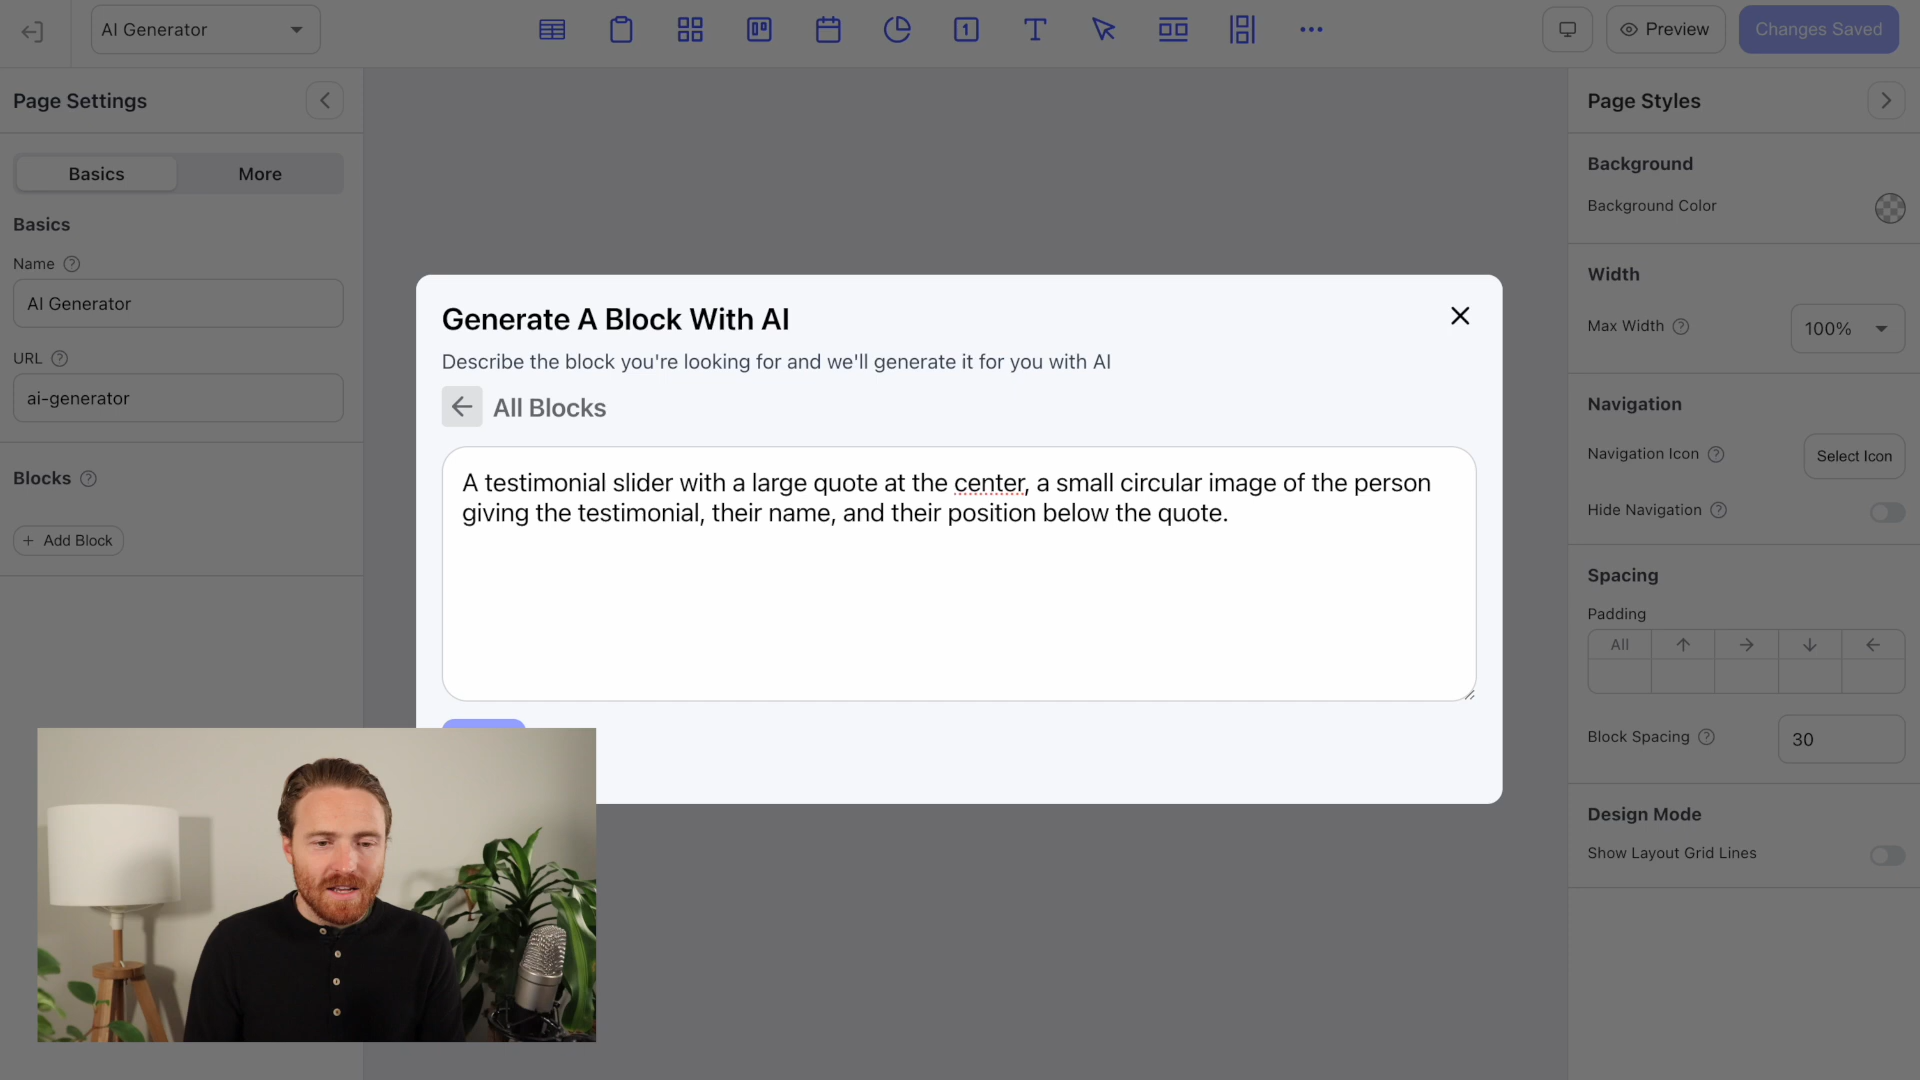 AI Generator
Preview
Changes Saved
Page Settings
Basics
More
Basics
Name
AI Generator
URL
ai-generator
Blocks
+ Add Block
Generate A Block With AI
Describe the block you're looking for and we'll generate it for you with AI
All Blocks
A testimonial slider with a large quote at the center, a small circular image of the person
giving the testimonial, their name, and their position below the quote.
Page Styles
Background
Background Color
Width
Max Width
100%
Navigation
Navigation Icon
Select Icon
Hide Navigation
Spacing
Padding
All
Block Spacing
30
Design Mode
Show Layout Grid Lines